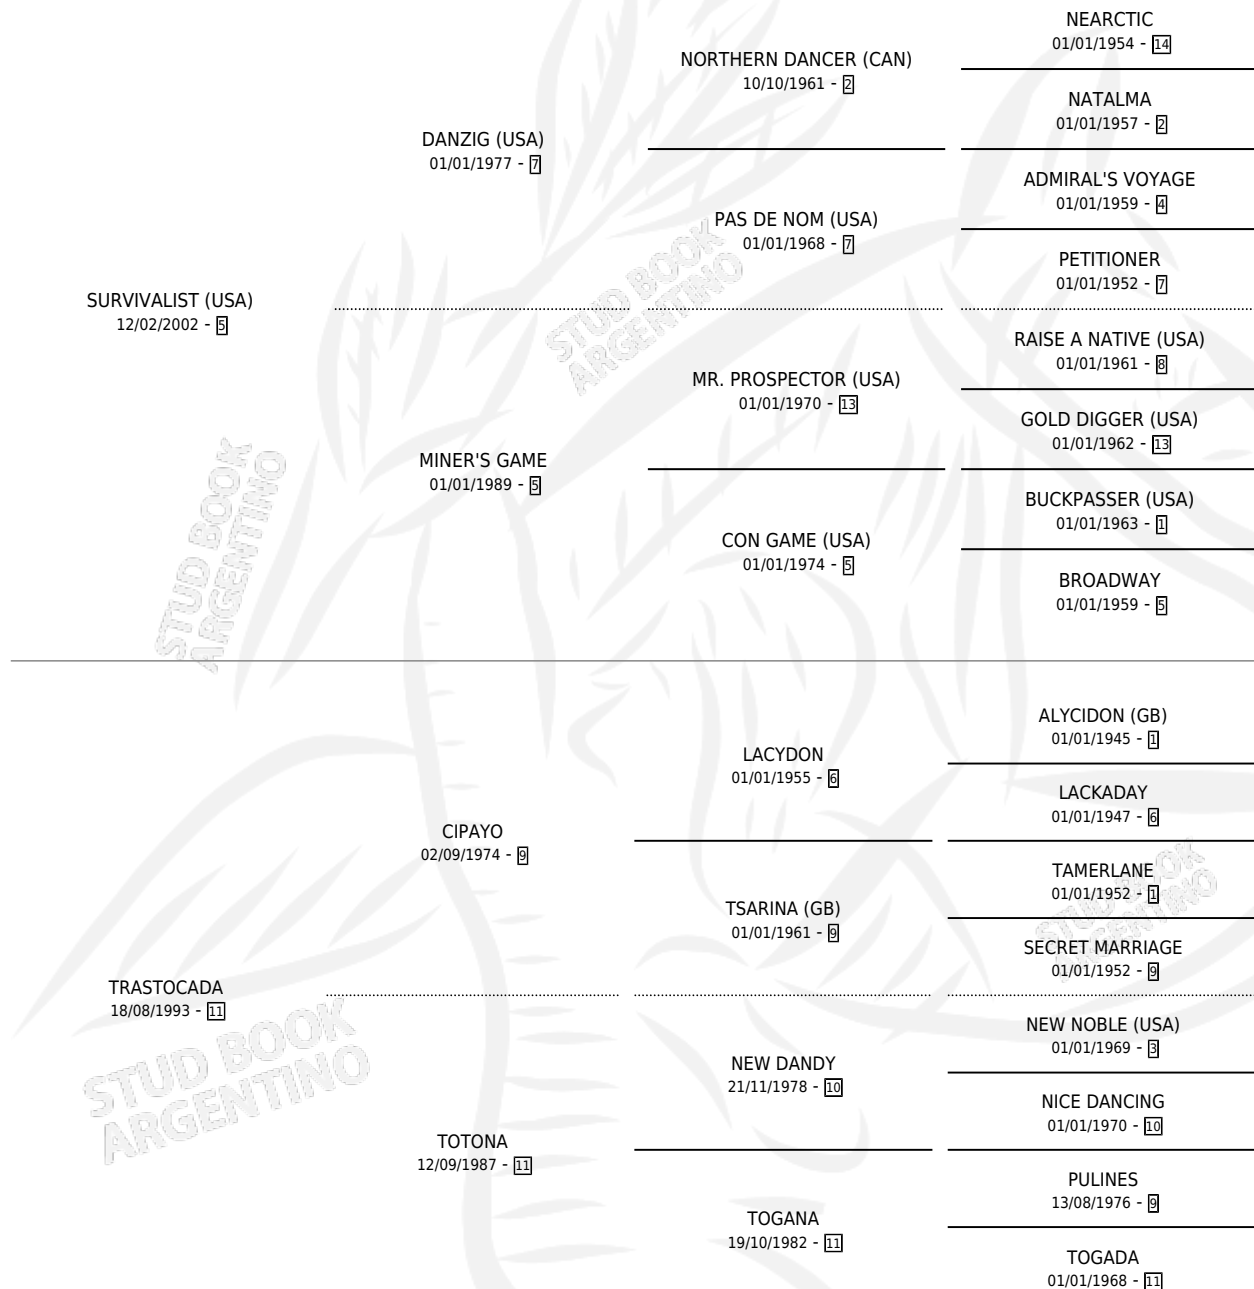 NEARCTIC
01/01/1954 - 14
NORTHERN DANCER (CAN)
10/10/1961 - 2
NATALMA
01/01/1957 - 2
DANZIG (USA)
01/01/1977 - 7
ADMIRAL'S VOYAGE
01/01/1959 - 4
PAS DE NOM (USA)
01/01/1968 - 7
PETITIONER
01/01/1952 - 7
STUD BOOK
ARGENTINO
SURVIVALIST (USA)
12/02/2002 - 5
RAISE A NATIVE (USA)
01/01/1961 - 8
MR. PROSPECTOR (USA)
01/01/1970 - 13
GOLD DIGGER (USA)
01/01/1962 - 13
MINER'S GAME
01/01/1989 - 5
BUCKPASSER (USA)
01/01/1963 - 1
CON GAME (USA)
01/01/1974 - 5
BROADWAY
01/01/1959 - 5
STUD BOOK
ARGENTINO
ALYCIDON (GB)
01/01/1945 - 1
LACYDON
01/01/1955 - 6
LACKADAY
01/01/1947 - 6
CIPAYO
02/09/1974 - 9
TAMERLANE
01/01/1952 - 1
TSARINA (GB)
01/01/1961 - 9
SECRET MARRIAGE
01/01/1952 - 9
STUD BOOK
ARGENTINO
TRASTOCADA
18/08/1993 - 11
NEW NOBLE (USA)
01/01/1969 - 3
NEW DANDY
21/11/1978 - 10
NICE DANCING
01/01/1970 - 10
STUD BOOK
ARGENTINO
TOTONA
12/09/1987 - 11
PULINES
13/08/1976 - 9
TOGANA
19/10/1982 - 11
TOGADA
01/01/1968 - 11